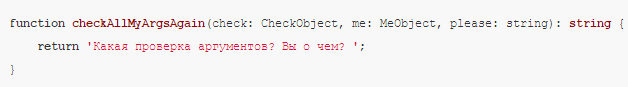 function checkAllMyArgsAgain(check: CheckObject, me: MeObject, please: string): string {
return 'Какая проверка аргументов? Вы о чем? ';
}